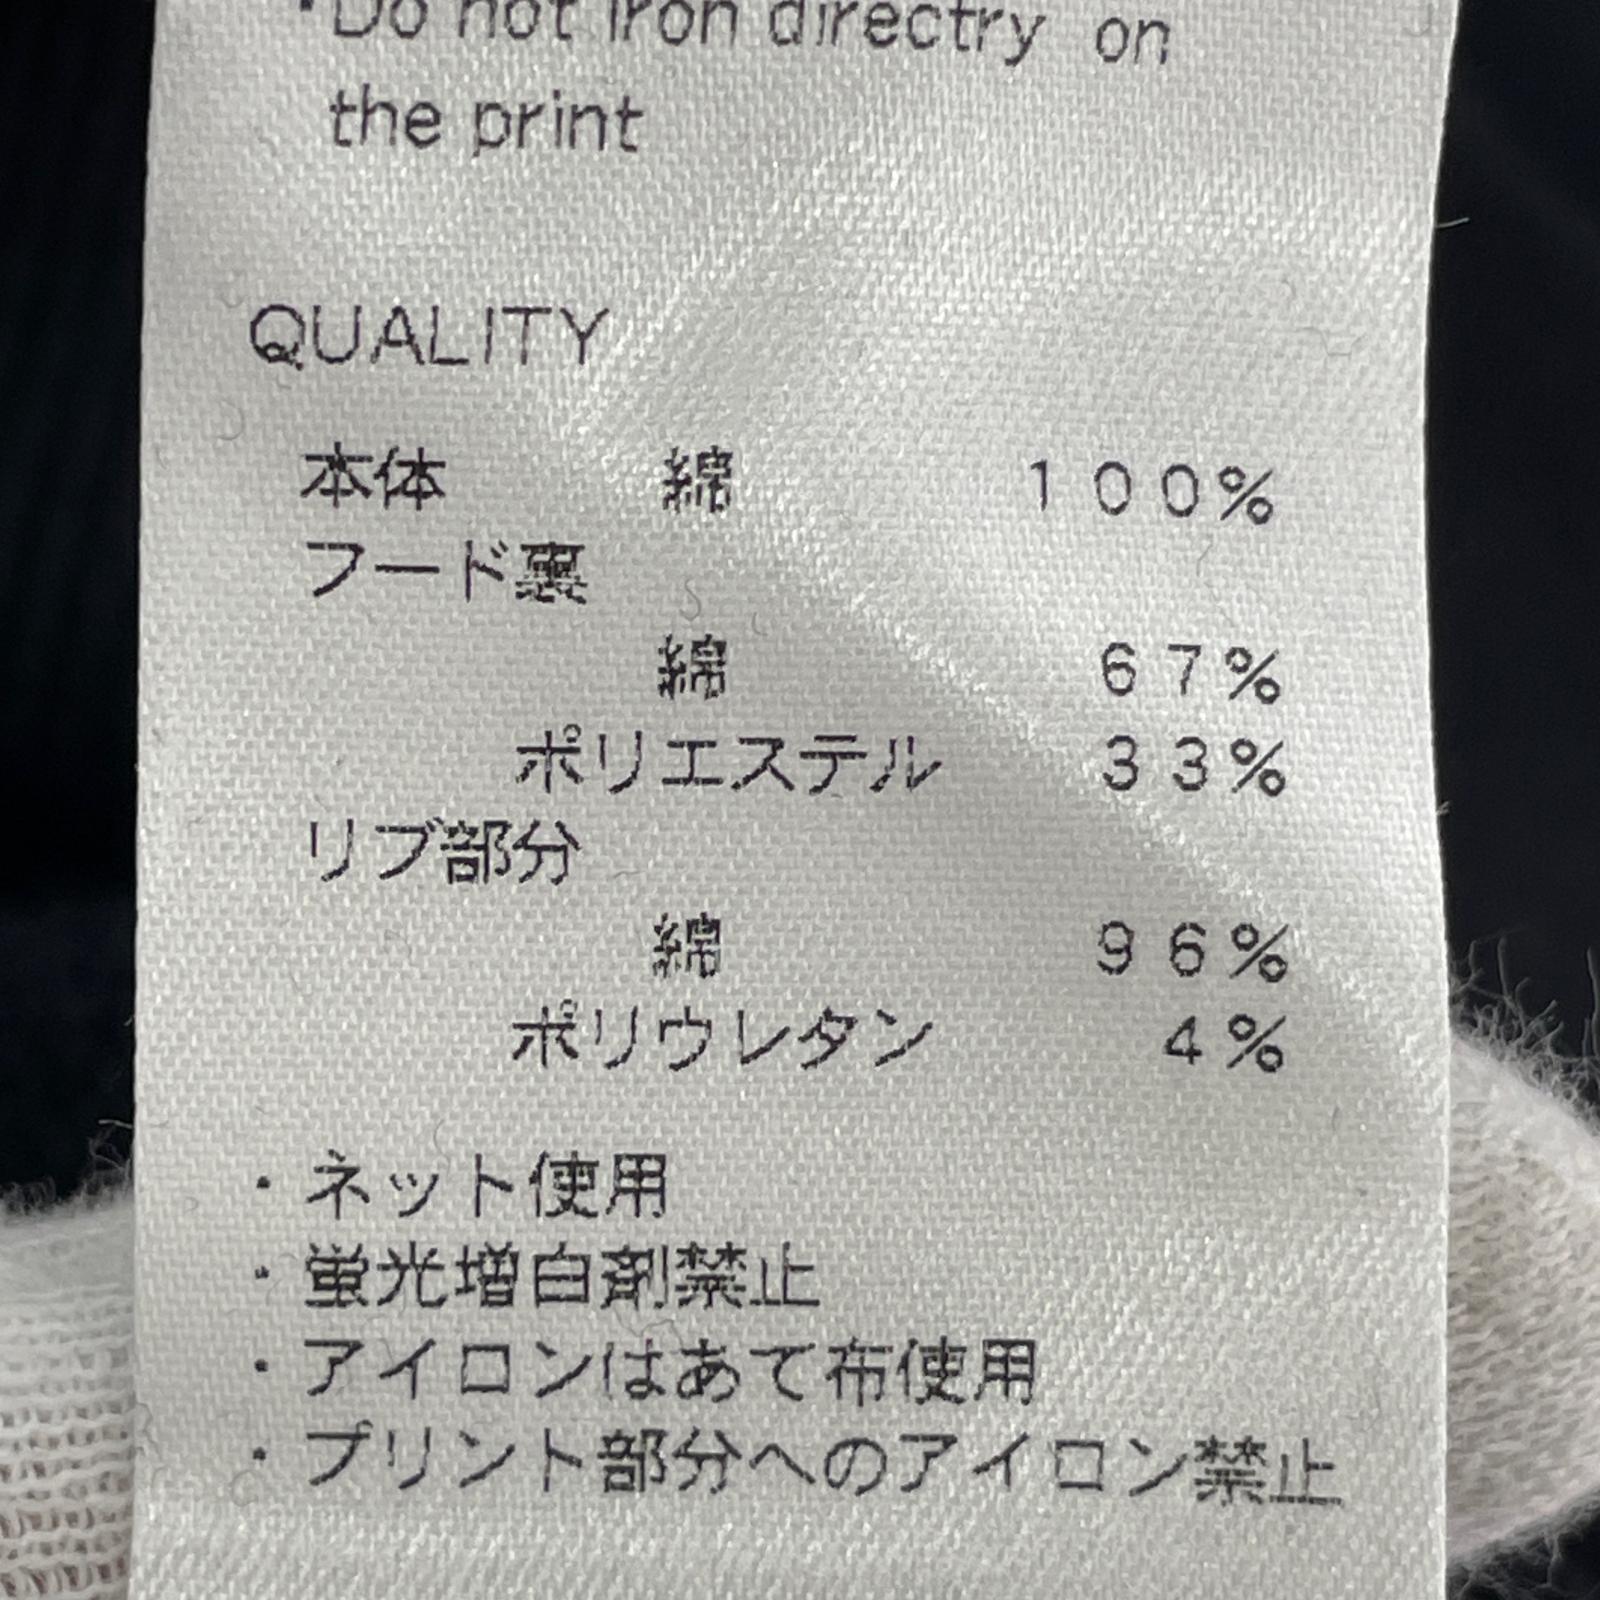 ・Do not iron directry on
the print
QUALITY
本体 綿 100%
フード裏
綿 67%
ポリエステル 33%
リブ部分
綿 96%
ポリウレタン 4%
・ネット使用
・蛍光増白剤禁止
・アイロンはあて布使用
・プリント部分へのアイロン禁止